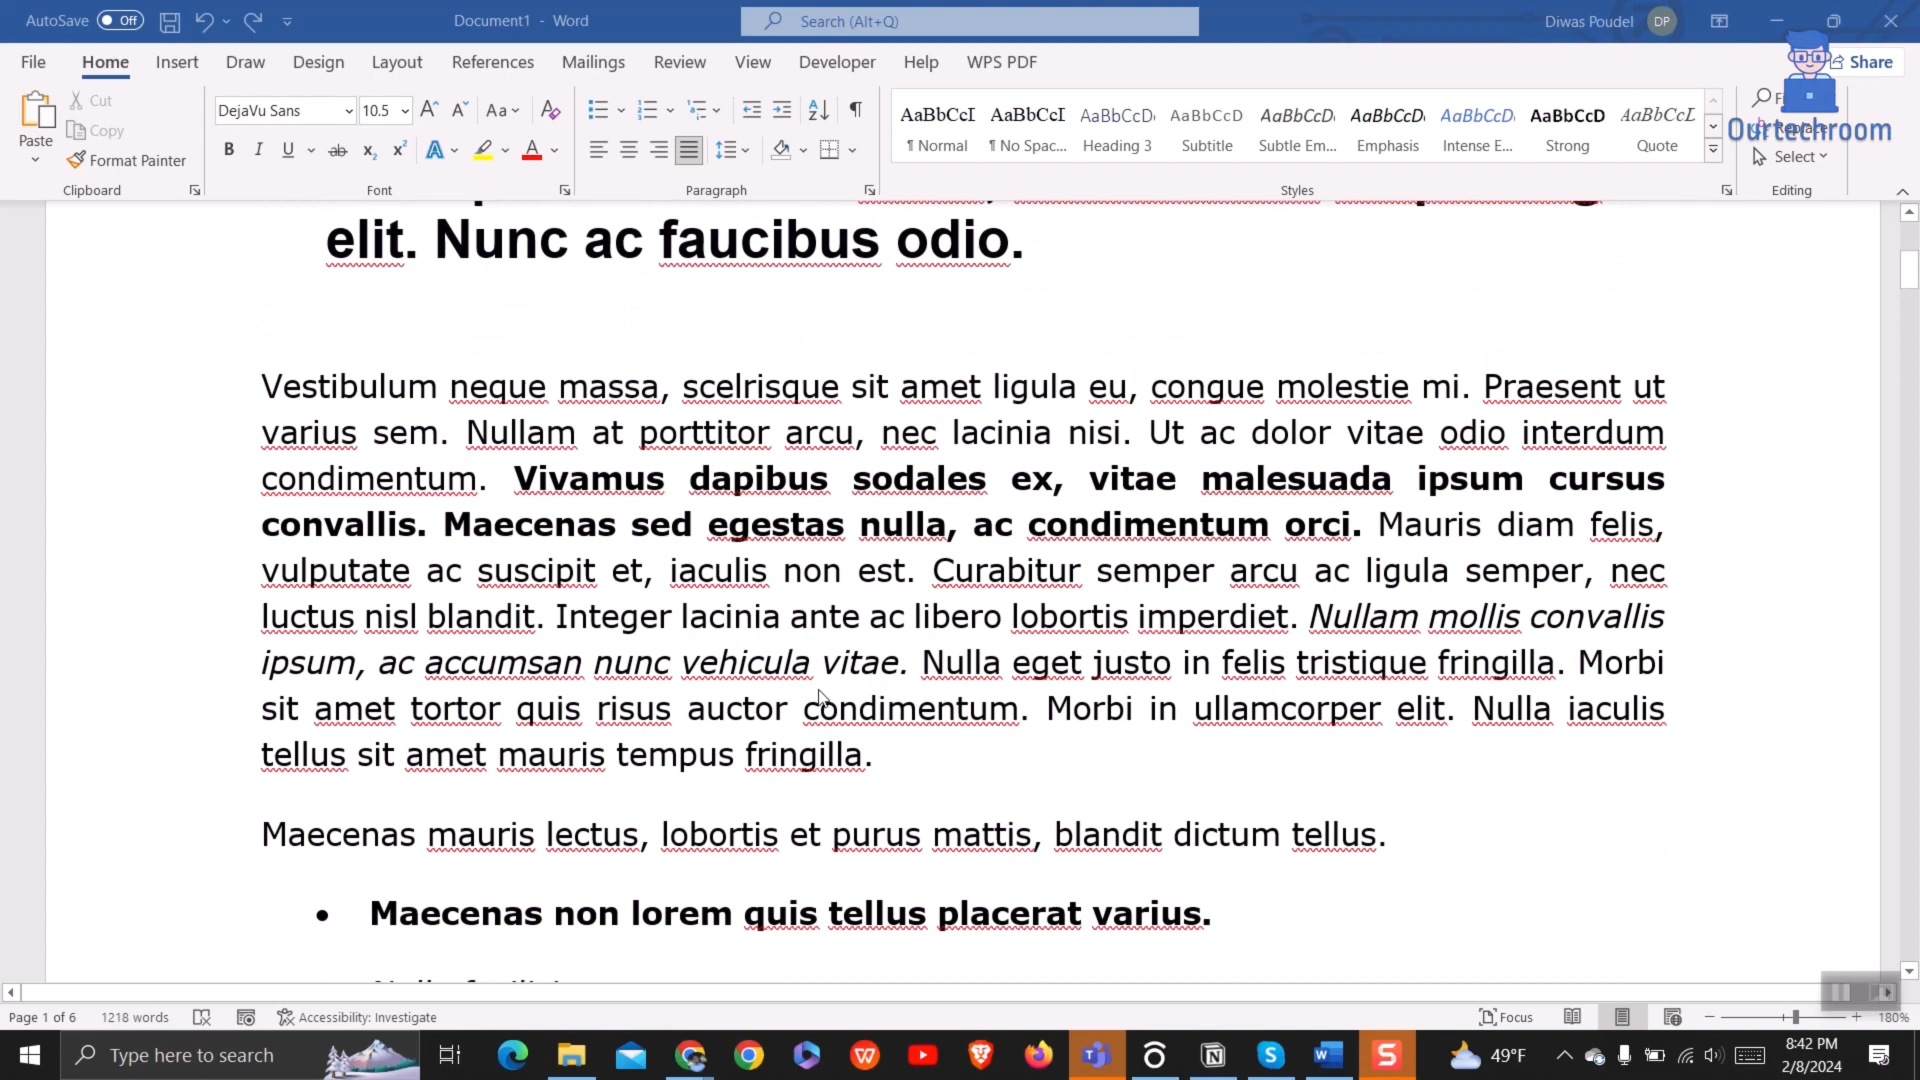 AutoSave Off Document1 - Word Search (Alt+Q) Diwas Poudel DP
File Home Insert Draw Design Layout References Mailings Review View Developer Help WPS PDF Share
Paste
Cut
Copy
Format Painter
Clipboard
DejaVu Sans 10.5
Font
Paragraph
AaBbCcI AaBbCcI AaBbCcD AaBbCcD AaBbCcD AaBbCcD AaBbCcD AaBbCcD AaBbCcD
¶ Normal ¶ No Spac... Heading 3 Subtitle Subtle Em... Emphasis Intense E... Strong Quote
Styles
Ourtechroom
Select
Editing
elit. Nunc ac faucibus odio.
Vestibulum neque massa, scelrisque sit amet ligula eu, congue molestie mi. Praesent ut
varius sem. Nullam at porttitor arcu, nec lacinia nisi. Ut ac dolor vitae odio interdum
condimentum. Vivamus dapibus sodales ex, vitae malesuada ipsum cursus
convallis. Maecenas sed egestas nulla, ac condimentum orci. Mauris diam felis,
vulputate ac suscipit et, iaculis non est. Curabitur semper arcu ac ligula semper, nec
luctus nisl blandit. Integer lacinia ante ac libero lobortis imperdiet. Nullam mollis convallis
ipsum, ac accumsan nunc vehicula vitae. Nulla eget justo in felis tristique fringilla. Morbi
sit amet tortor quis risus auctor condimentum. Morbi in ullamcorper elit. Nulla iaculis
tellus sit amet mauris tempus fringilla.
Maecenas mauris lectus, lobortis et purus mattis, blandit dictum tellus.
• Maecenas non lorem quis tellus placerat varius.
Page 1 of 6 1218 words Accessibility: Investigate Focus 180%
Type here to search 49°F 8:42 PM
2/8/2024